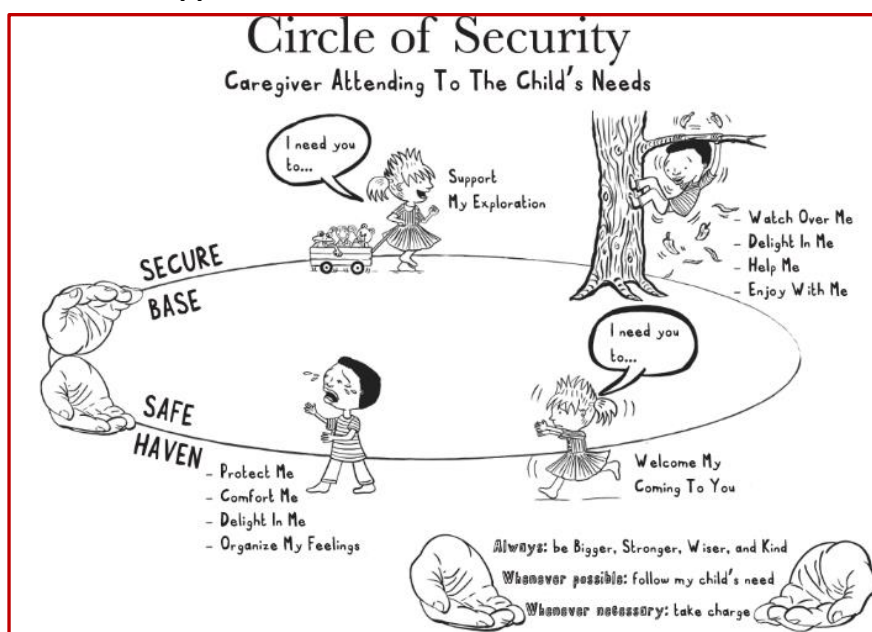 Circle of Security
Caregiver Attending To The Child's Needs
I need you
to...
Support
My Exploration
- Watch Over Me
- Delight In Me
- Help Me
- Enjoy With Me
SECURE
BASE
I need you
to...
SAFE
HAVEN
- Protect Me
- Comfort Me
- Delight In Me
- Organize My Feelings
Welcome My
Coming To You
Always: be Bigger, Stronger, Wiser, and Kind
Whenever possible: follow my child's need
Whenever necessary: take charge